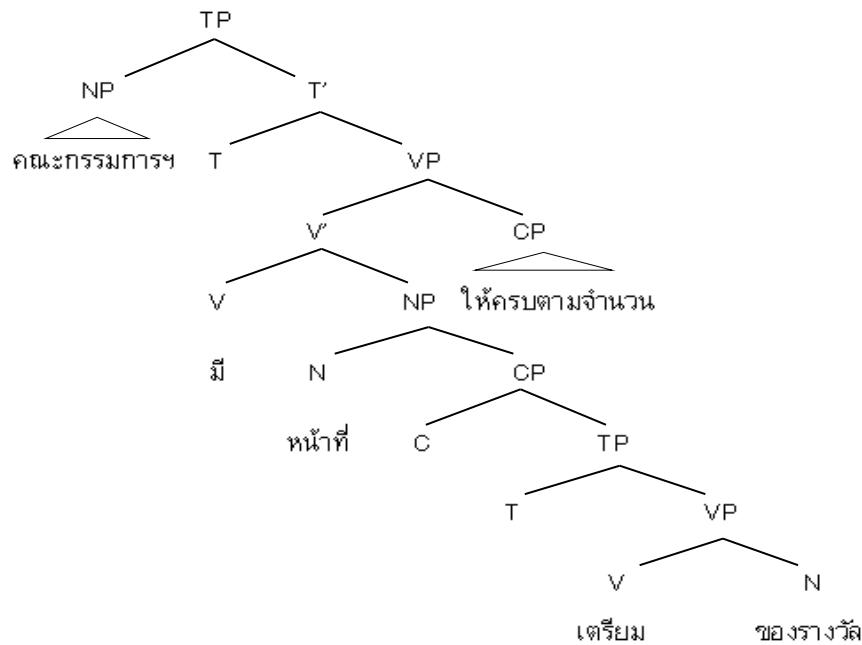 TP
NP T′
คณะกรรมการฯ T VP
V′ CP
V NP ให้ครบตามจำนวน
มี N CP
หน้าที่ C TP
T VP
V N
เตรียม ของรางวัล